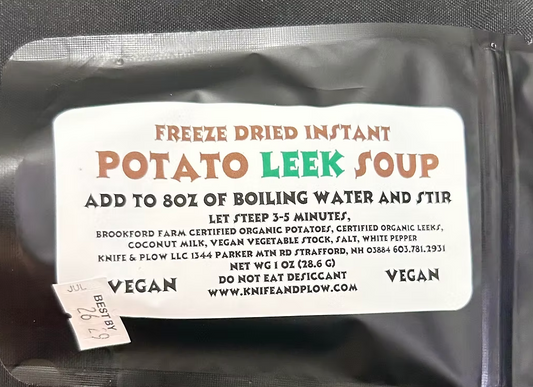 FREEZE DRIED INSTANT
POTATO LEEK SOUP
ADD TO 8OZ OF BOILING WATER AND STIR
LET STEEP 3-5 MINUTES,
BROOKFORD FARM CERTIFIED ORGANIC POTATOES, CERTIFIED ORGANIC LEEKS,
COCONUT MILK, VEGAN VEGETABLE STOCK, SALT, WHITE PEPPER
KNIFE & PLOW LLC 1344 PARKER MTN RD STRAFFORD, NH 03884 603.781.2931
NET WG 1 OZ (28.6 G)
VEGAN DO NOT EAT DESICCANT VEGAN
WWW.KNIFEANDPLOW.COM
BEST BY
JUL 26 29